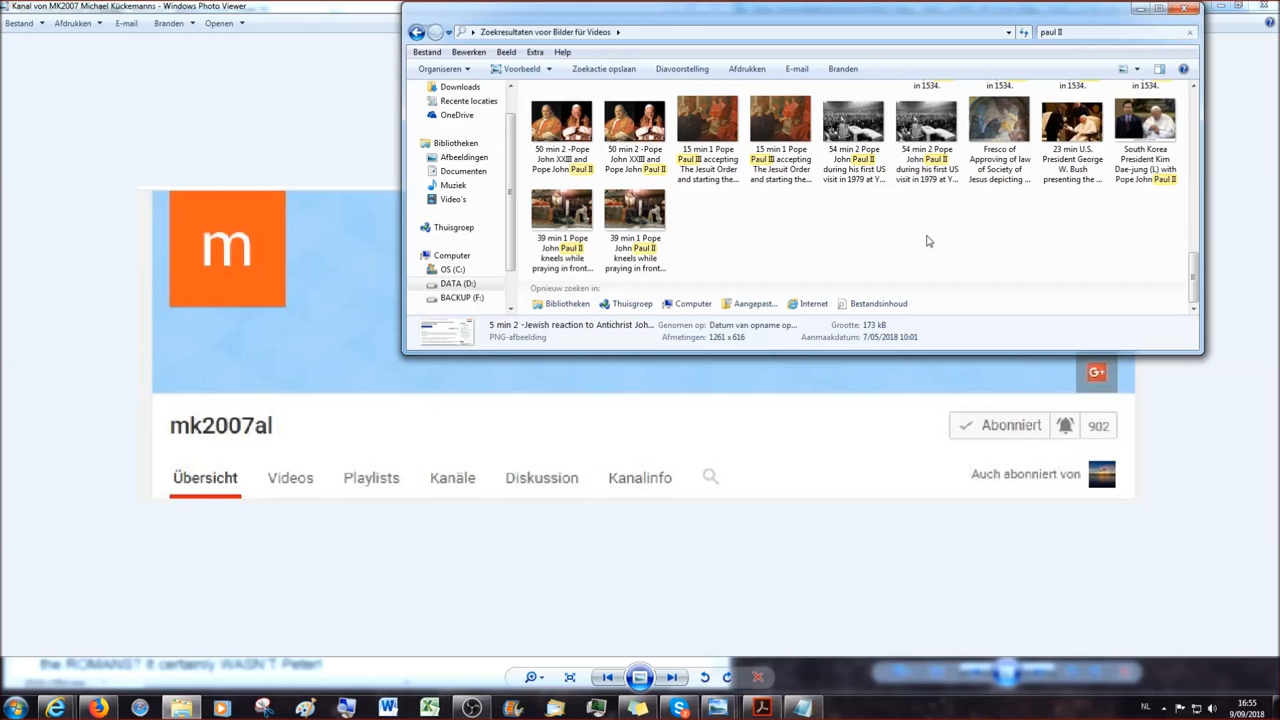 Kanal von MK2007 Michael Kückemanns - Windows Photo Viewer
Bestand Afdrukken E-mail Branden Openen
Zoekresultaten voor Bilder für Videos
paul II
Bestand Bewerken Beeld Extra Help
Organiseren Voorbeeld Zoekactie opslaan Diavoorstelling Afdrukken E-mail Branden
Downloads
Recente locaties
OneDrive
Bibliotheken
Afbeeldingen
Documenten
Muziek
Video's
Thuisgroep
Computer
OS (C:)
DATA (D:)
BACKUP (F:)
in 1534. in 1534. in 1534. in 1534.
50 min 2 -Pope
John XXIII and
Pope John Paul II
50 min 2 -Pope
John XXIII and
Pope John Paul II
15 min 1 Pope
Paul III accepting
The Jesuit Order
and starting the...
15 min 1 Pope
Paul III accepting
The Jesuit Order
and starting the...
54 min 2 Pope
John Paul II
during his first US
visit in 1979 at Y...
54 min 2 Pope
John Paul II
during his first US
visit in 1979 at Y...
Fresco of
Approving of law
of Society of
Jesus depicting ...
23 min U.S.
President George
W. Bush
presenting the ...
South Korea
President Kim
Dae-jung (L) with
Pope John Paul II
39 min 1 Pope
John Paul II
kneels while
praying in front...
39 min 1 Pope
John Paul II
kneels while
praying in front...
Opnieuw zoeken in:
Bibliotheken Thuisgroep Computer Aangepast... Internet Bestandsinhoud
5 min 2 -Jewish reaction to Antichrist Joh... Genomen op: Datum van opname op... Grootte: 173 kB
PNG-afbeelding Afmetingen: 1261 x 616 Aanmaakdatum: 7/05/2018 10:01
m
G+
mk2007al
Abonniert 902
Übersicht Videos Playlists Kanäle Diskussion Kanalinfo
Auch abonniert von
the ROMANS? It certainly WASN'T Peter!
NL
16:55
9/09/2018